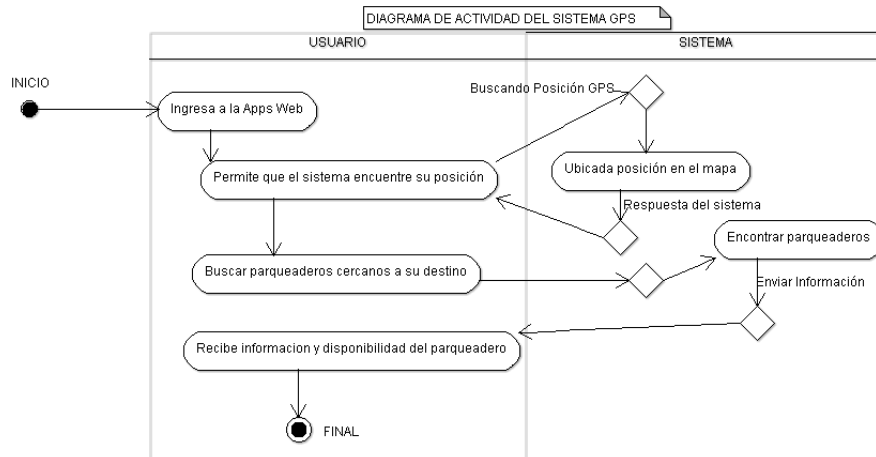 DIAGRAMA DE ACTIVIDAD DEL SISTEMA GPS
USUARIO
SISTEMA
INICIO
Ingresa a la Apps Web
Buscando Posición GPS
Permite que el sistema encuentre su posición
Ubicada posición en el mapa
Respuesta del sistema
Encontrar parqueaderos
Buscar parqueaderos cercanos a su destino
Enviar Información
Recibe informacion y disponibilidad del parqueadero
FINAL